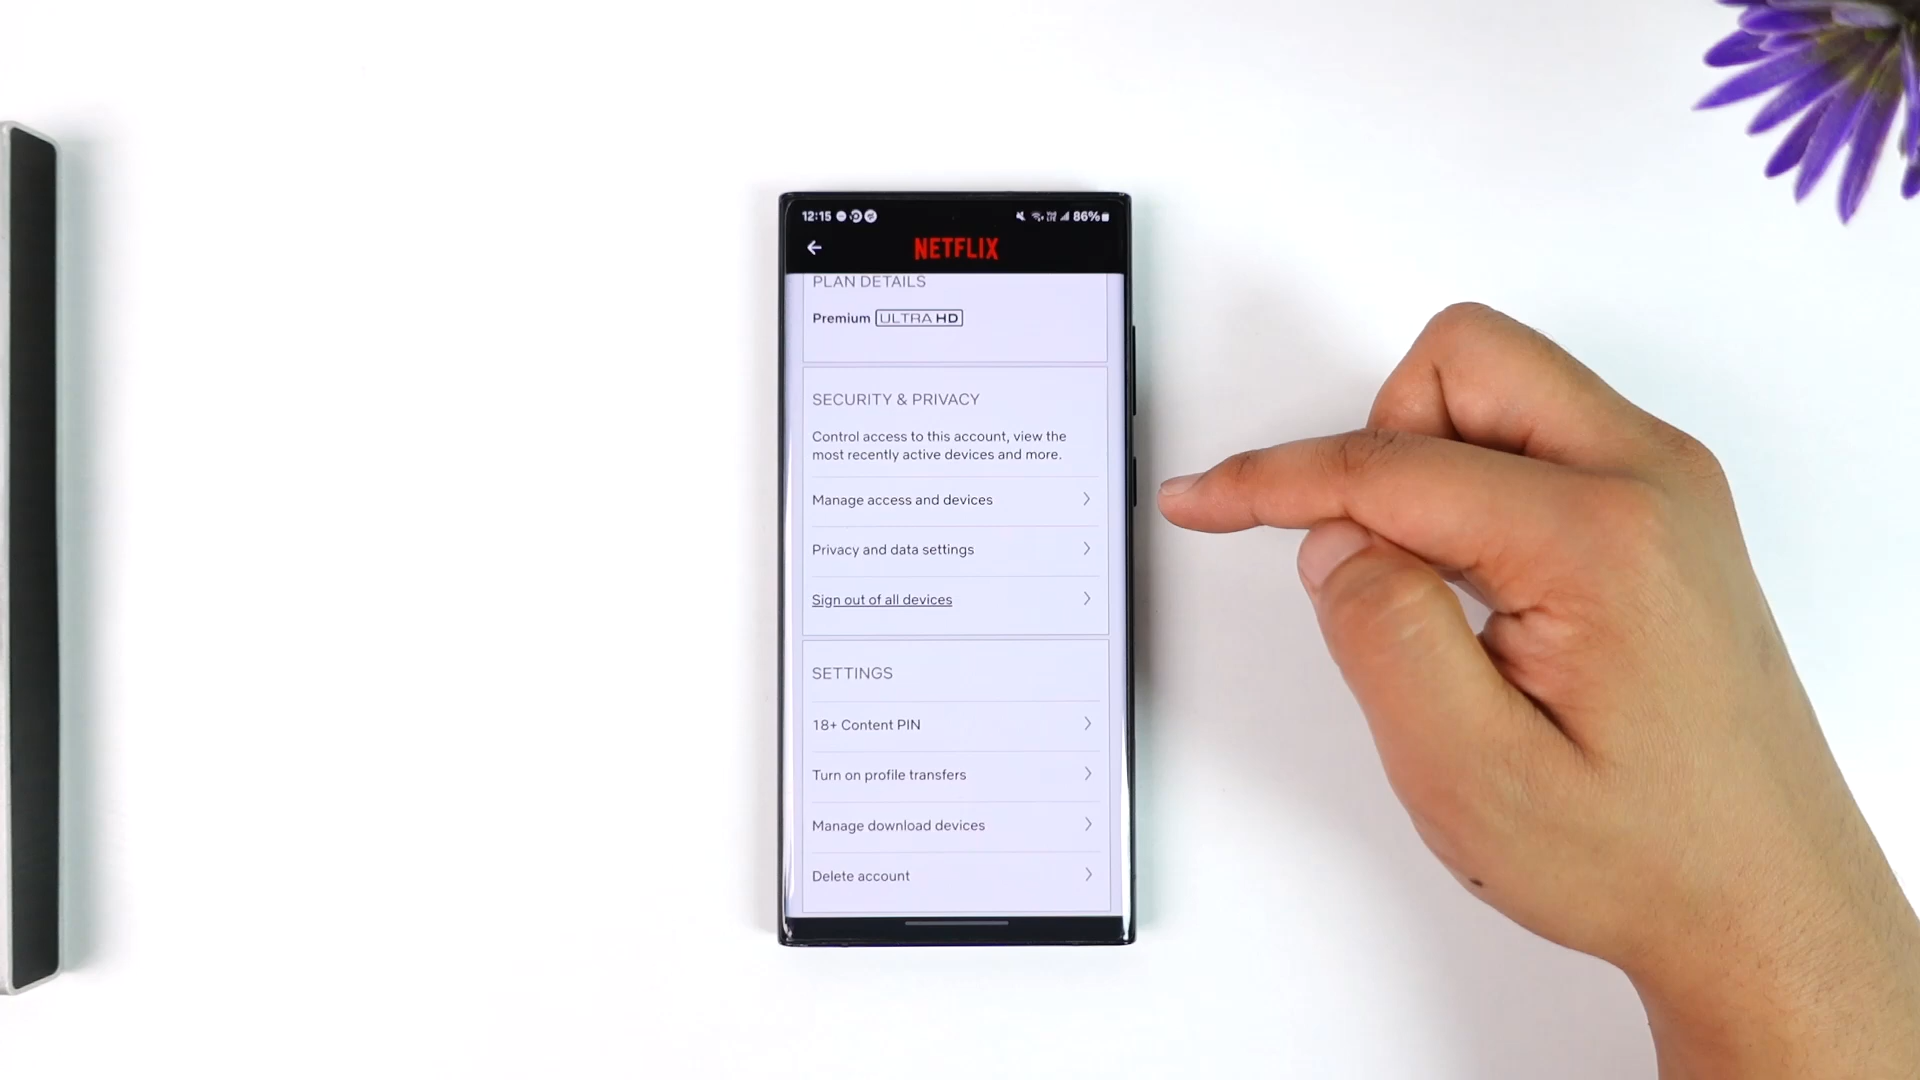 12:15 86%
NETFLIX
PLAN DETAILS
Premium ULTRA HD
SECURITY & PRIVACY
Control access to this account, view the
most recently active devices and more.
Manage access and devices
Privacy and data settings
Sign out of all devices
SETTINGS
18+ Content PIN
Turn on profile transfers
Manage download devices
Delete account